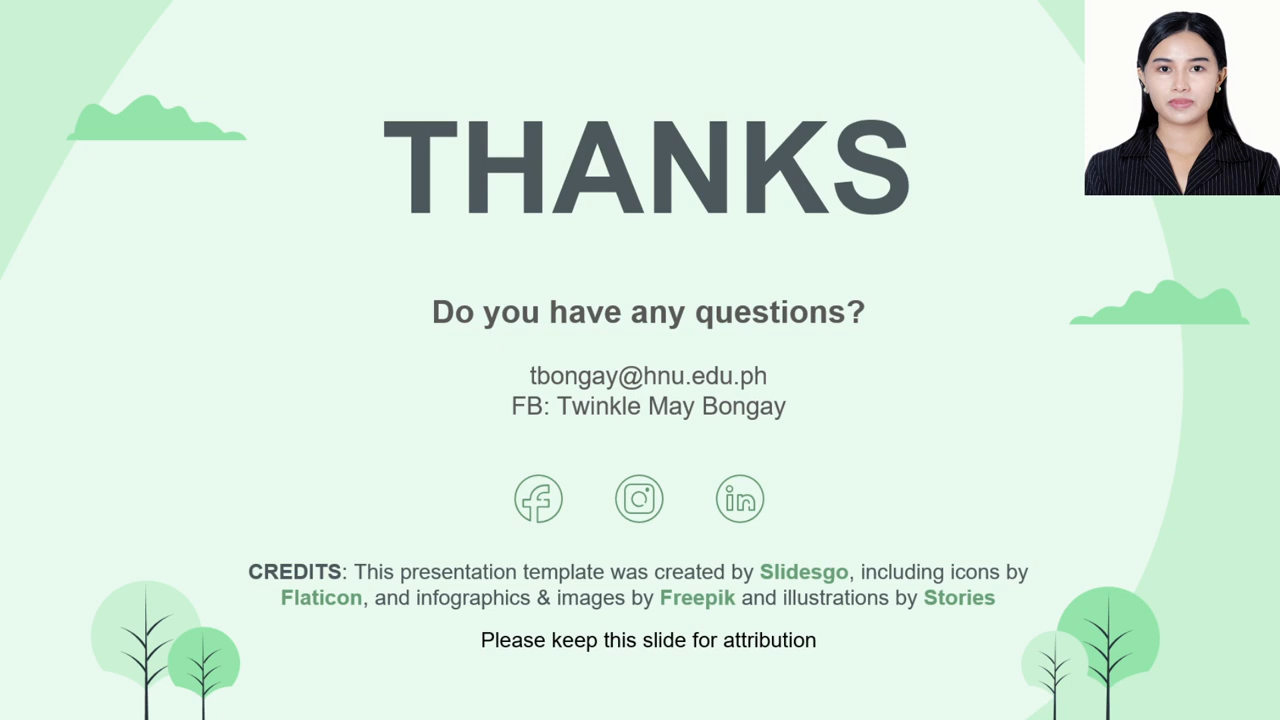 THANKS
Do you have any questions?
tbongay@hnu.edu.ph
FB: Twinkle May Bongay
CREDITS: This presentation template was created by Slidesgo, including icons by
Flaticon, and infographics & images by Freepik and illustrations by Stories
Please keep this slide for attribution